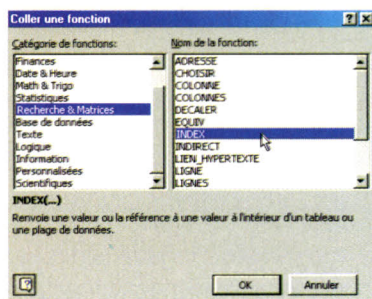 Coller une fonction
Catégorie de fonctions:
Finances
Date & Heure
Math & Trigo
Statistiques
Recherche & Matrices
Base de données
Texte
Logique
Information
Personnalisées
Scientifiques
Nom de la fonction:
ADRESSE
CHOISIR
COLONNE
COLONNES
DECALER
EQUIV
INDEX
INDIRECT
LIEN_HYPERTEXTE
LIGNE
LIGNES
INDEX(...)
Renvoie une valeur ou la référence à une valeur à l'intérieur d'un tableau ou
une plage de données.
OK
Annuler